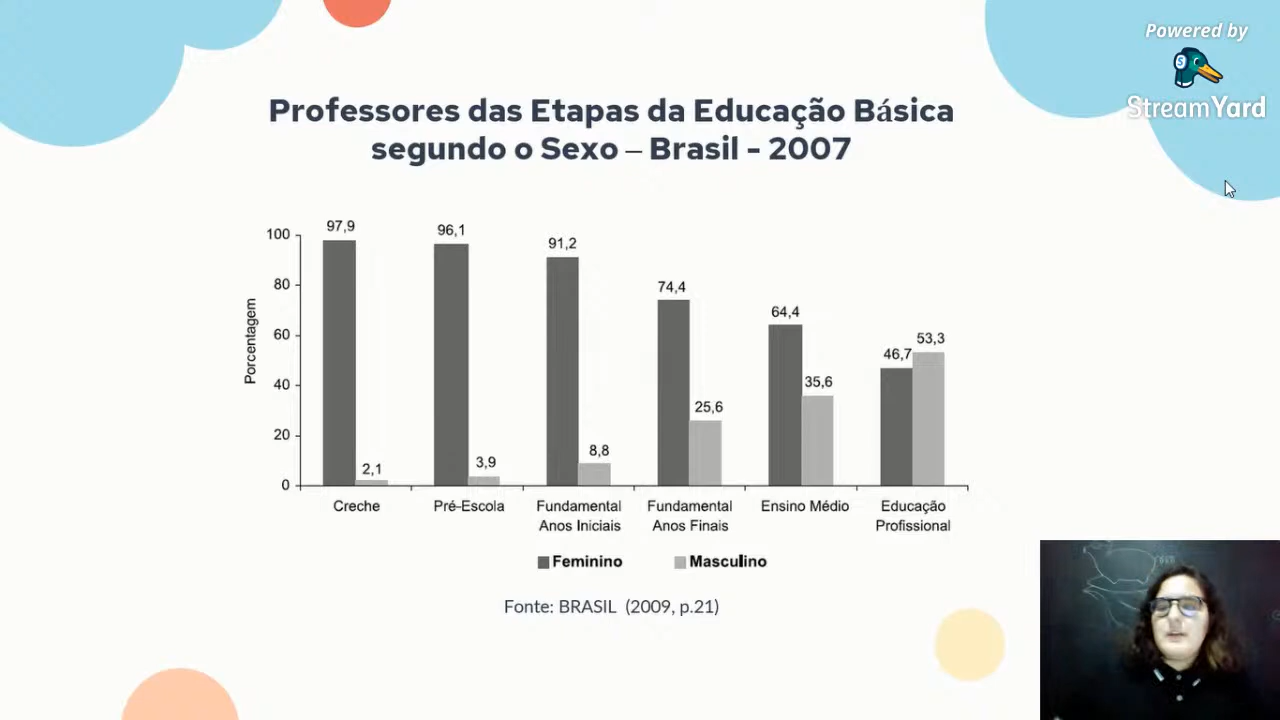 Powered by
StreamYard
Professores das Etapas da Educação Básica
segundo o Sexo – Brasil - 2007
Porcentagem
100
80
60
40
20
0
97,9
2,1
96,1
3,9
91,2
8,8
74,4
25,6
64,4
35,6
46,7
53,3
Creche
Pré-Escola
Fundamental
Anos Iniciais
Fundamental
Anos Finais
Ensino Médio
Educação
Profissional
Feminino
Masculino
Fonte: BRASIL (2009, p.21)